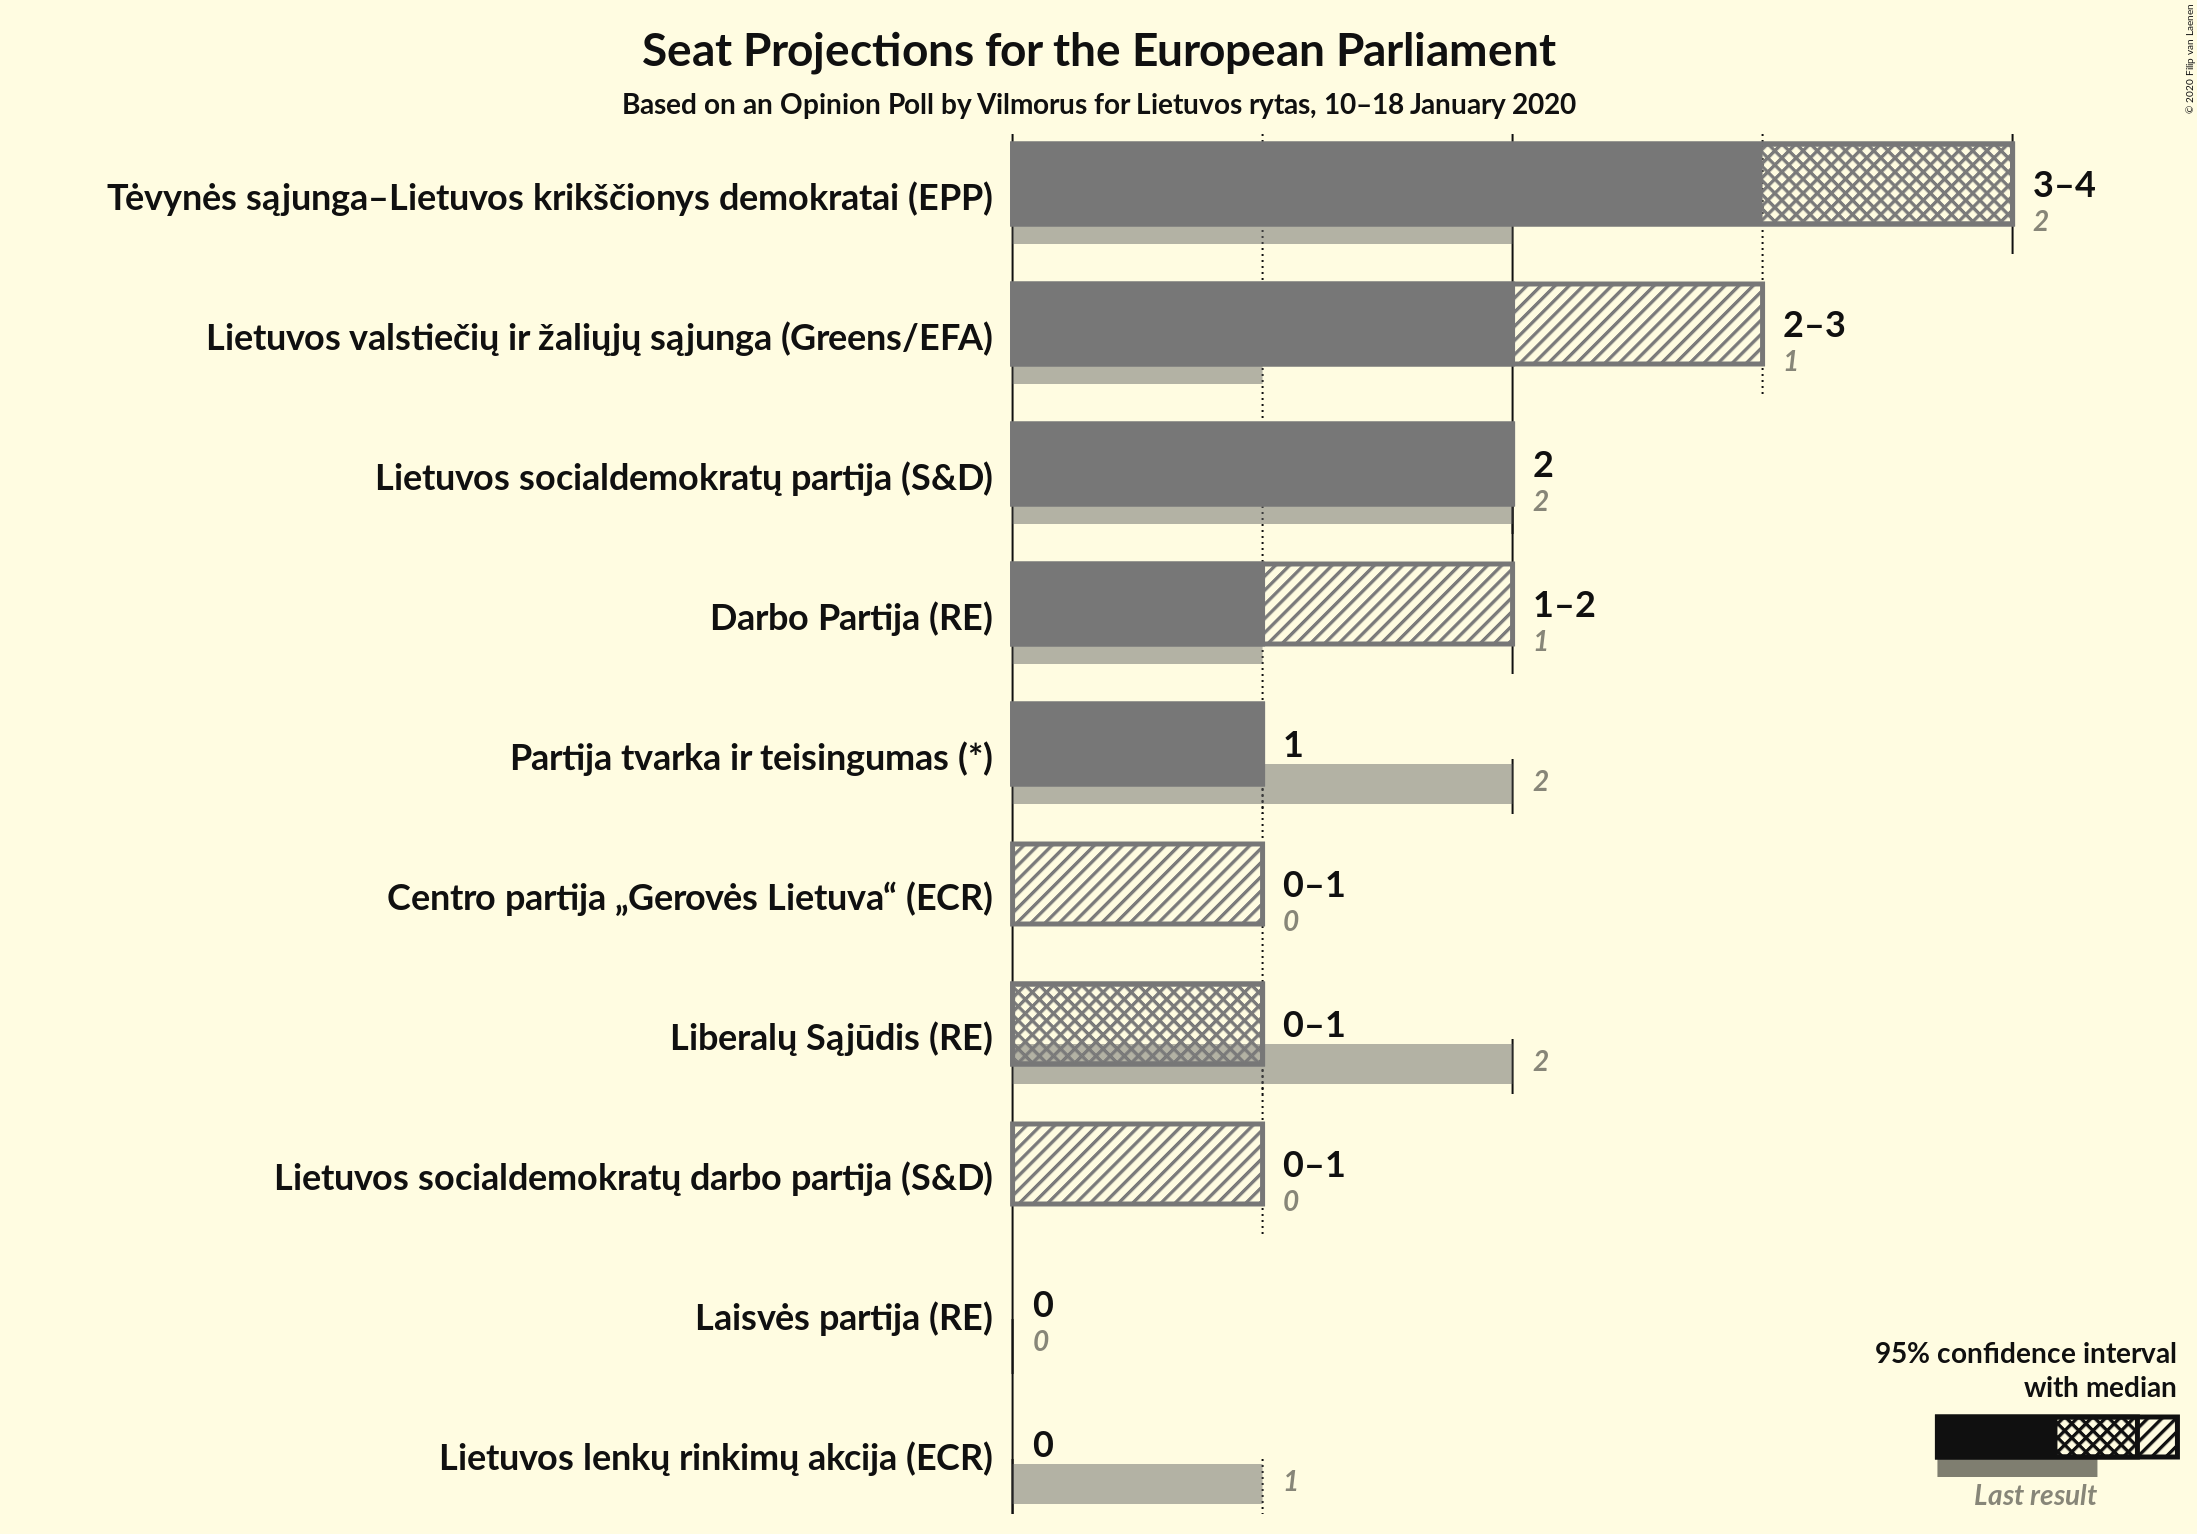 Seat Projections for the European Parliament
Based on an Opinion Poll by Vilmorus for Lietuvos rytas, 10–18 January 2020
© 2020 Filip van Laenen
Tėvynės sąjunga–Lietuvos krikščionys demokratai (EPP)
3–4
2
Lietuvos valstiečių ir žaliųjų sąjunga (Greens/EFA)
2–3
1
Lietuvos socialdemokratų partija (S&D)
2
2
Darbo Partija (RE)
1–2
1
Partija tvarka ir teisingumas (*)
1
2
Centro partija „Gerovės Lietuva“ (ECR)
0–1
0
Liberalų Sąjūdis (RE)
0–1
2
Lietuvos socialdemokratų darbo partija (S&D)
0–1
0
Laisvės partija (RE)
0
0
Lietuvos lenkų rinkimų akcija (ECR)
0
1
95% confidence interval
with median
Last result